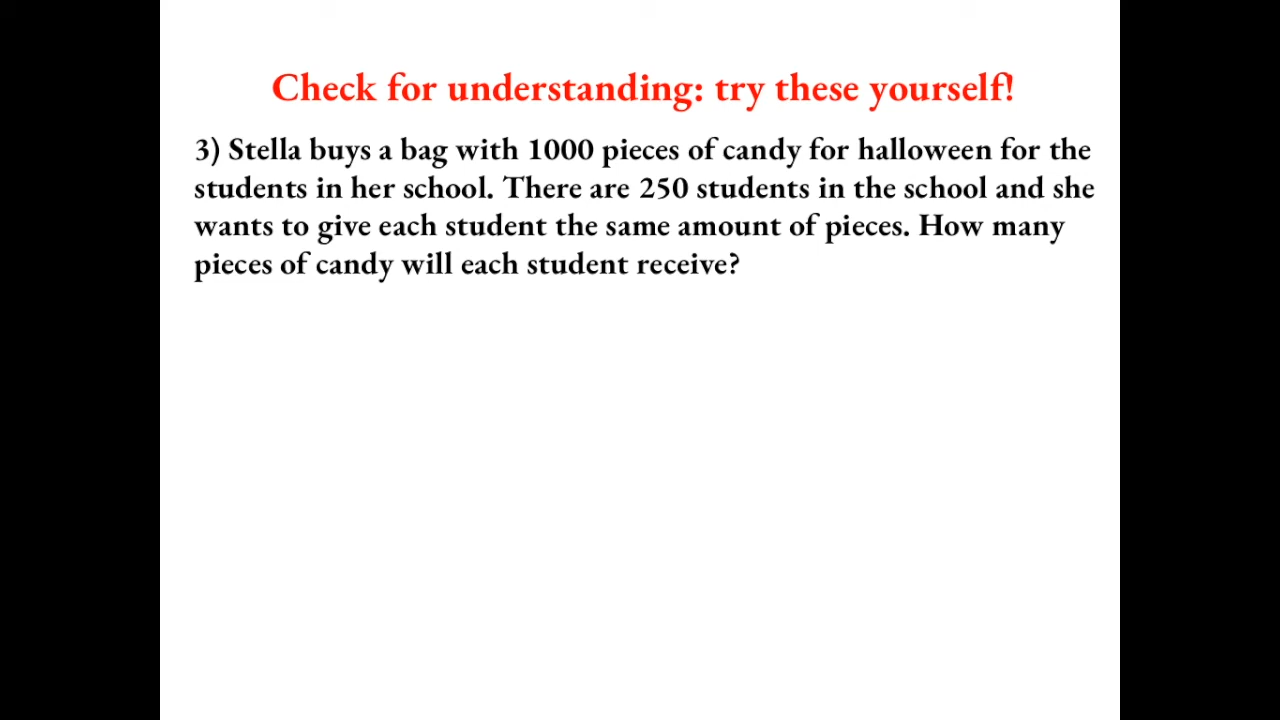 Check for understanding: try these yourself!
3) Stella buys a bag with 1000 pieces of candy for halloween for the
students in her school. There are 250 students in the school and she
wants to give each student the same amount of pieces. How many
pieces of candy will each student receive?